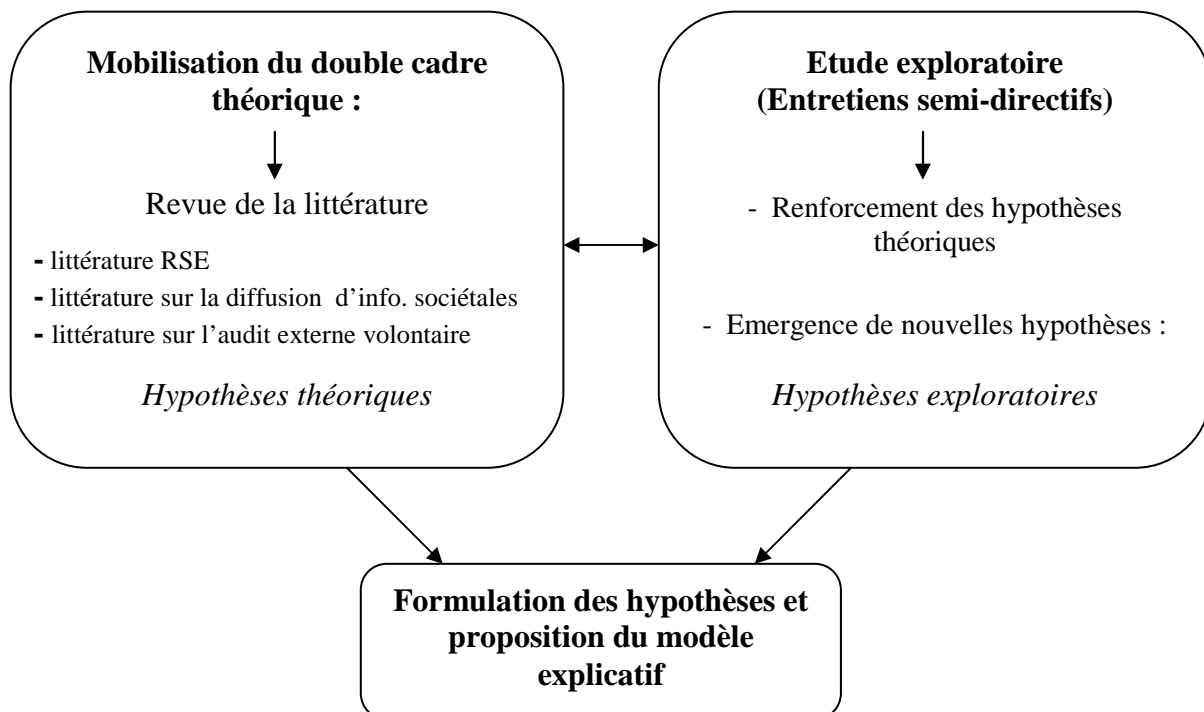 Mobilisation du double cadre
théorique :
Revue de la littérature
- littérature RSE
- littérature sur la diffusion d’info. sociétales
- littérature sur l’audit externe volontaire
Hypothèses théoriques
Etude exploratoire
(Entretiens semi-directifs)
- Renforcement des hypothèses
théoriques
- Emergence de nouvelles hypothèses :
Hypothèses exploratoires
Formulation des hypothèses et
proposition du modèle
explicatif